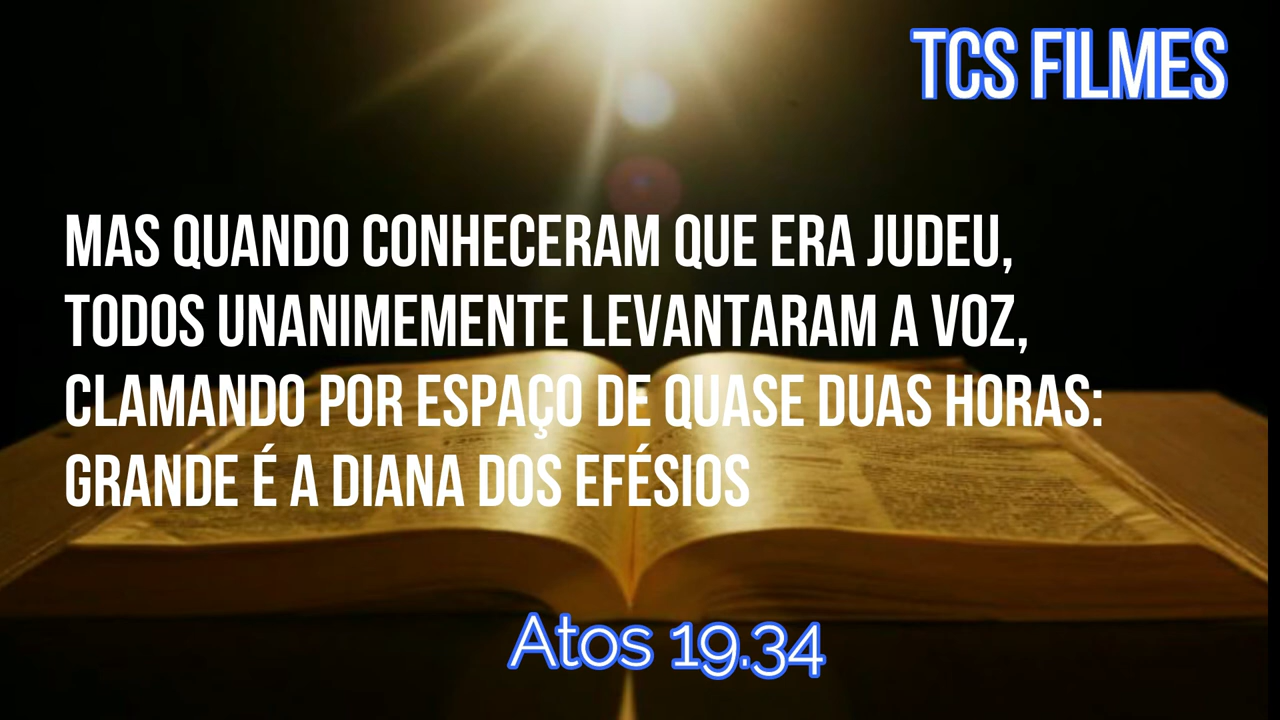 TCS FILMES
MAS QUANDO CONHECERAM QUE ERA JUDEU,
TODOS UNANIMEMENTE LEVANTARAM A VOZ,
CLAMANDO POR ESPAÇO DE QUASE DUAS HORAS:
GRANDE É A DIANA DOS EFÉSIOS
Atos 19.34